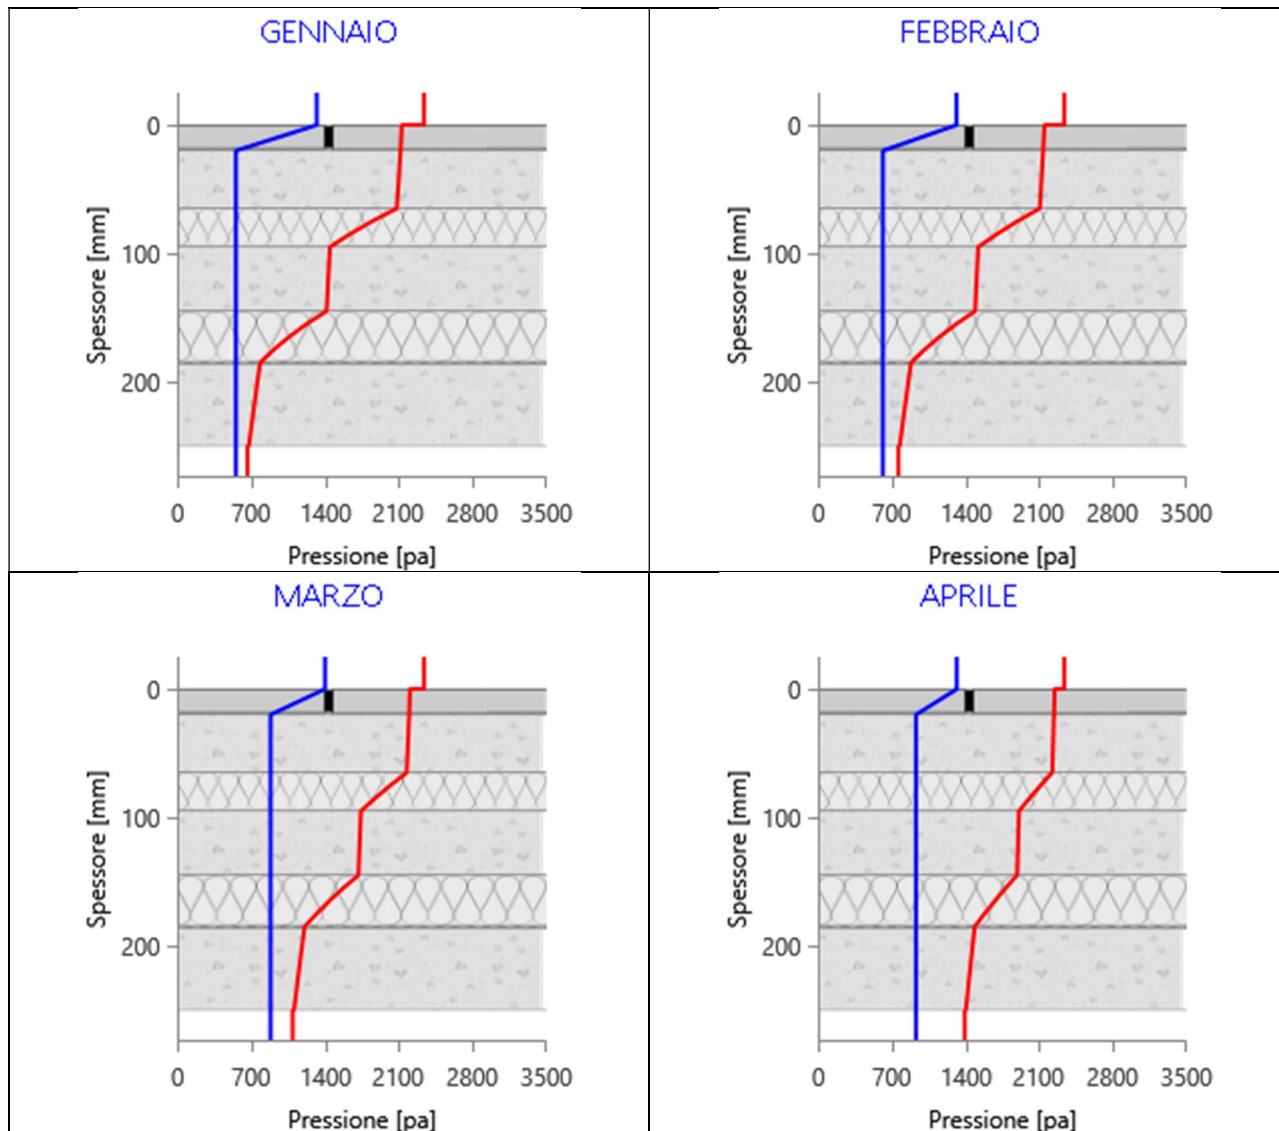 GENNAIO
FEBBRAIO
0
100
200
Spessore [mm]
0 700 1400 2100 2800 3500
Pressione [pa]
0
100
200
Spessore [mm]
0 700 1400 2100 2800 3500
Pressione [pa]
MARZO
APRILE
0
100
200
Spessore [mm]
0 700 1400 2100 2800 3500
Pressione [pa]
0
100
200
Spessore [mm]
0 700 1400 2100 2800 3500
Pressione [pa]